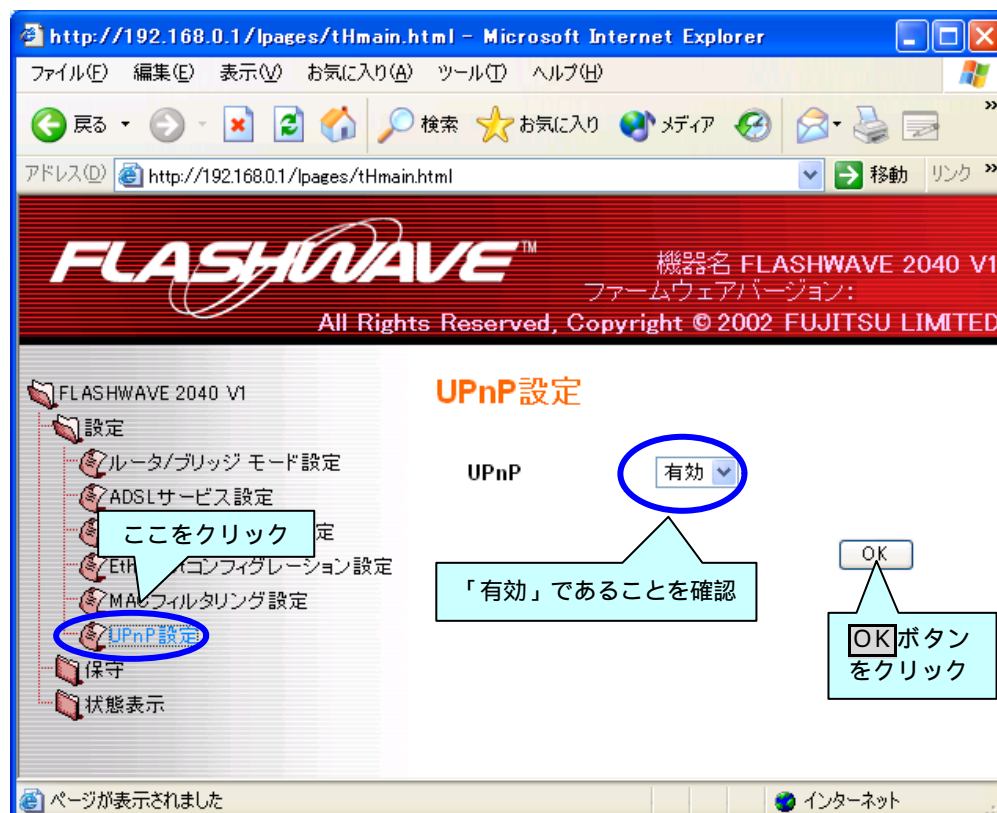 http://192.168.0.1/lpages/tHmain.html - Microsoft Internet Explorer
ファイル(F) 編集(E) 表示(V) お気に入り(A) ツール(T) ヘルプ(H)
戻る 検索 お気に入り メディア »
アドレス(D) http://192.168.0.1/lpages/tHmain.html 移動 リンク »
FLASHWAVE™
機器名 FLASHWAVE 2040 V1
ファームウェアバージョン:
All Rights Reserved, Copyright © 2002 FUJITSU LIMITED
FLASHWAVE 2040 V1
設定
ルータ/ブリッジ モード設定
ADSLサービス設定
ここをクリック
定
コンフィグレーション設定
MACフィルタリング設定
UPnP設定
保守
状態表示
UPnP設定
UPnP 有効
「有効」であることを確認
OK
OKボタン
をクリック
ページが表示されました インターネット